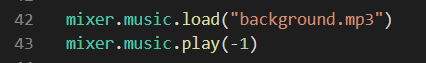 42 mixer.music.load("background.mp3")
43 mixer.music.play(-1)